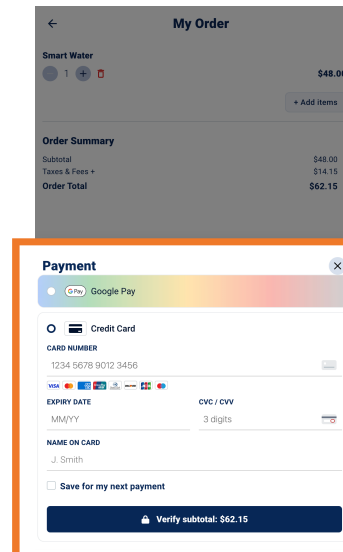 My Order
Smart Water
1
$48.00
+ Add items
Order Summary
Subtotal $48.00
Taxes & Fees + $14.15
Order Total $62.15
Payment
G Pay Google Pay
Credit Card
CARD NUMBER
1234 5678 9012 3456
VISA
EXPIRY DATE CVC / CVV
MM/YY 3 digits
NAME ON CARD
J. Smith
Save for my next payment
Verify subtotal: $62.15